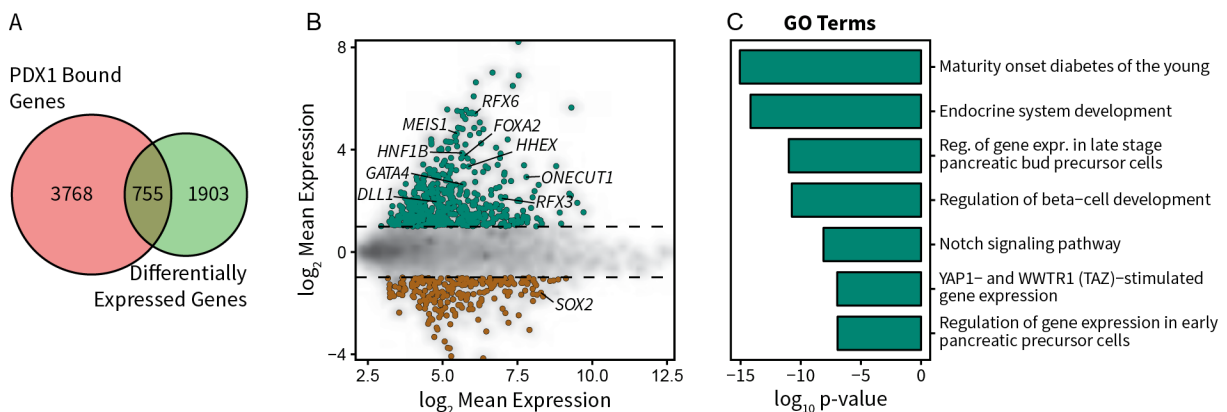 A
PDX1 Bound
Genes
3768
755
1903
Differentially
Expressed Genes
B
log2 Mean Expression
8
4
0
−4
RFX6
MEIS1
FOXA2
HNF1B
HHEX
GATA4
ONECUT1
DLL1
RFX3
SOX2
2.5
5.0
7.5
10.0
12.5
log2 Mean Expression
C
GO Terms
Maturity onset diabetes of the young
Endocrine system development
Reg. of gene expr. in late stage
pancreatic bud precursor cells
Regulation of beta−cell development
Notch signaling pathway
YAP1− and WWTR1 (TAZ)−stimulated
gene expression
Regulation of gene expression in early
pancreatic precursor cells
−15
−10
−5
0
log10 p-value